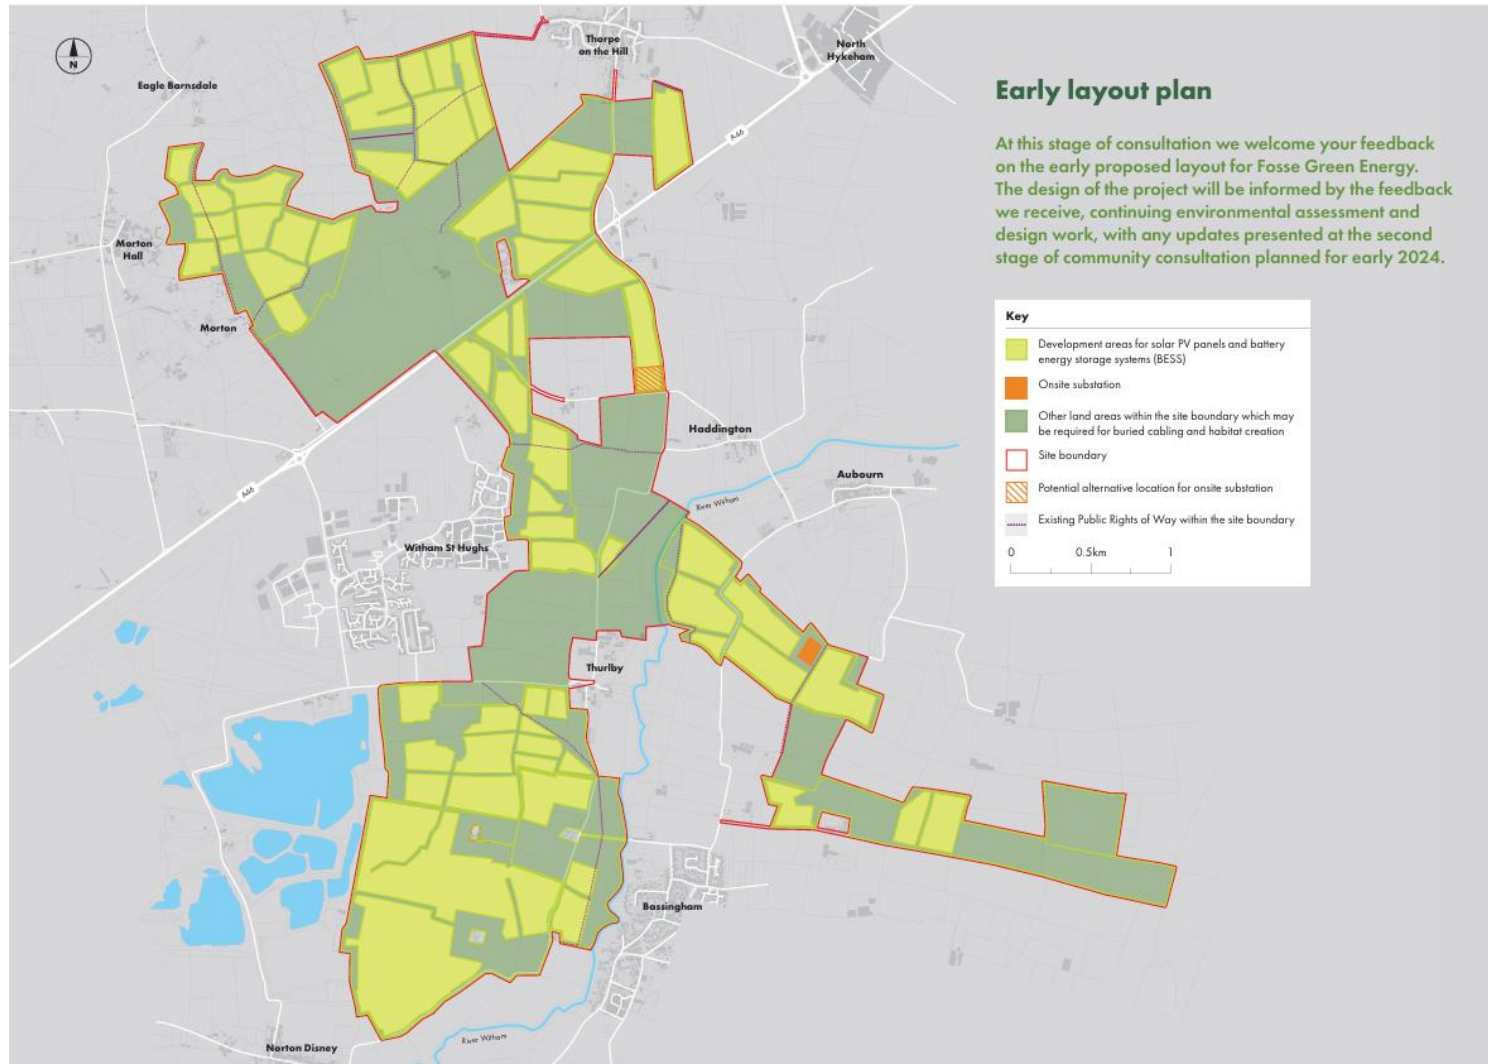 N
Eagle Barnsdale
Thorpe
on the Hill
North
Hykeham
A46
Morton
Hall
Morton
Haddington
Aubourn
River Witham
A46
Witham St Hughs
Thurlby
Bassingham
River Witham
Norton Disney
Early layout plan
At this stage of consultation we welcome your feedback
on the early proposed layout for Fosse Green Energy.
The design of the project will be informed by the feedback
we receive, continuing environmental assessment and
design work, with any updates presented at the second
stage of community consultation planned for early 2024.
Key
Development areas for solar PV panels and battery
energy storage systems (BESS)
Onsite substation
Other land areas within the site boundary which may
be required for buried cabling and habitat creation
Site boundary
Potential alternative location for onsite substation
Existing Public Rights of Way within the site boundary
0 0.5km 1